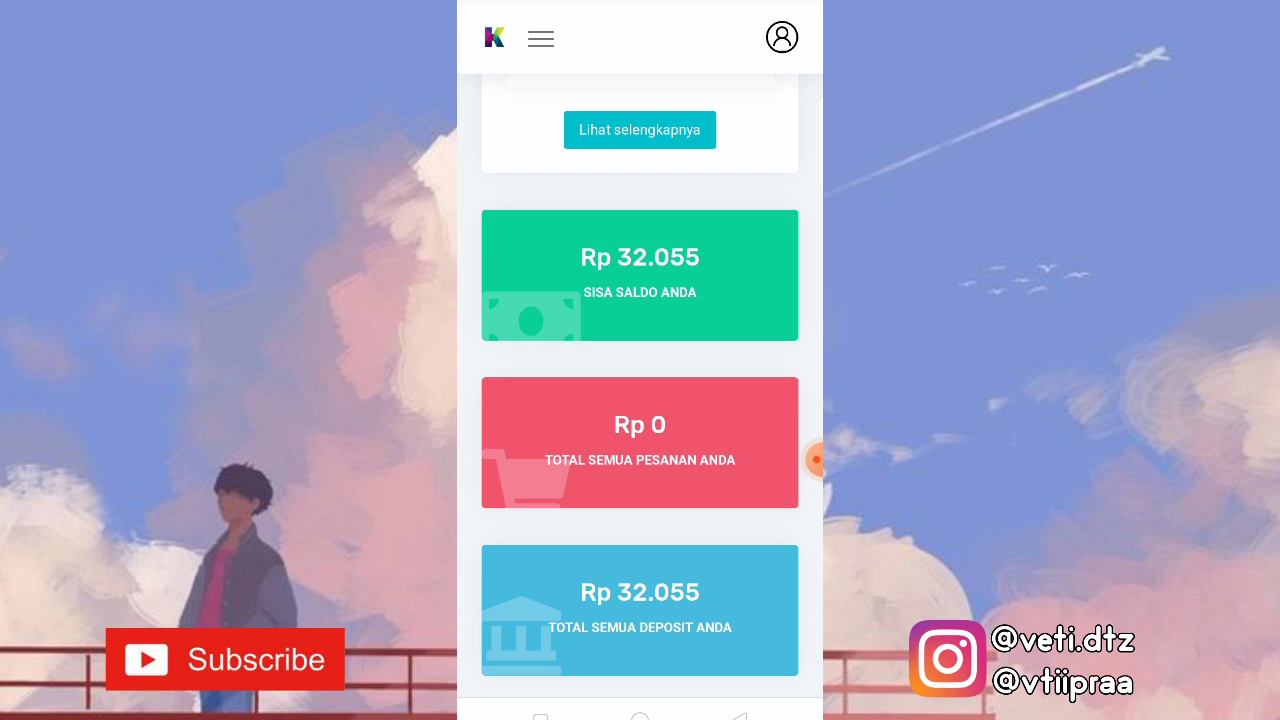 K
Lihat selengkapnya
Rp 32.055
SISA SALDO ANDA
Rp 0
TOTAL SEMUA PESANAN ANDA
Rp 32.055
TOTAL SEMUA DEPOSIT ANDA
Subscribe
@veti.dtz
@vtiipraa